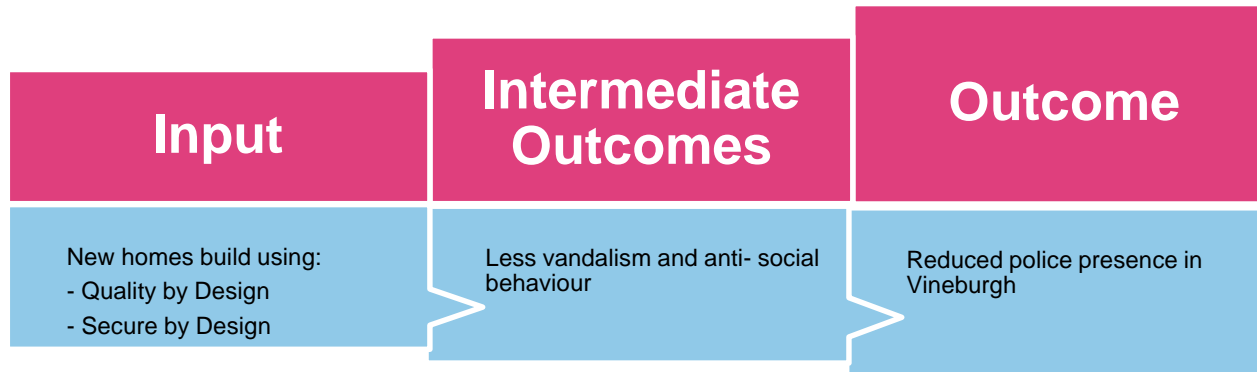 Input
Intermediate
Outcomes
Outcome
New homes build using:
- Quality by Design
- Secure by Design
Less vandalism and anti- social
behaviour
Reduced police presence in
Vineburgh